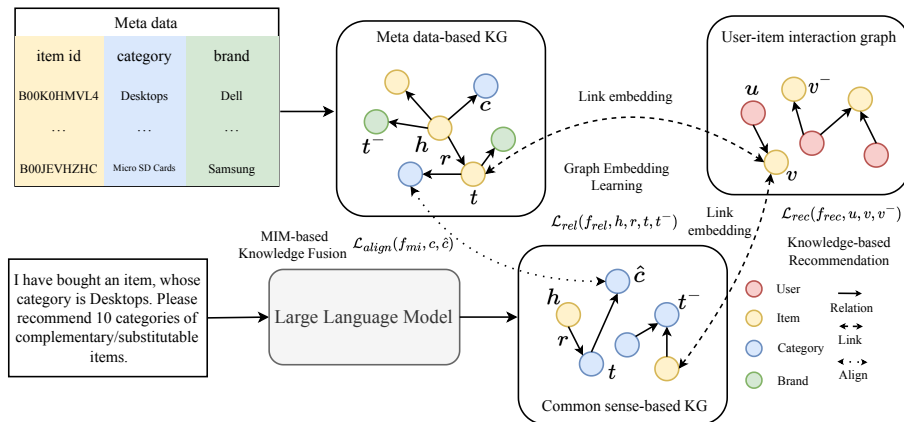 Meta data
item id category brand
B00K0HMVL4 Desktops Dell
... ... ...
B00JEVHZHC Micro SD Cards Samsung
Meta data-based KG
c
t⁻
h
r
t
Link embedding
User-item interaction graph
u
v⁻
v
Graph Embedding
Learning
L_rel(f_rel, h, r, t, t⁻)
Link
embedding
L_rec(f_rec, u, v, v⁻)
Knowledge-based
Recommendation
MIM-based
Knowledge Fusion
L_align(f_mi, c, ĉ)
I have bought an item, whose
category is Desktops. Please
recommend 10 categories of
complementary/substitutable
items.
Large Language Model
ĉ
h
t⁻
r
t
Common sense-based KG
User
Item
Category
Brand
Relation
Link
Align